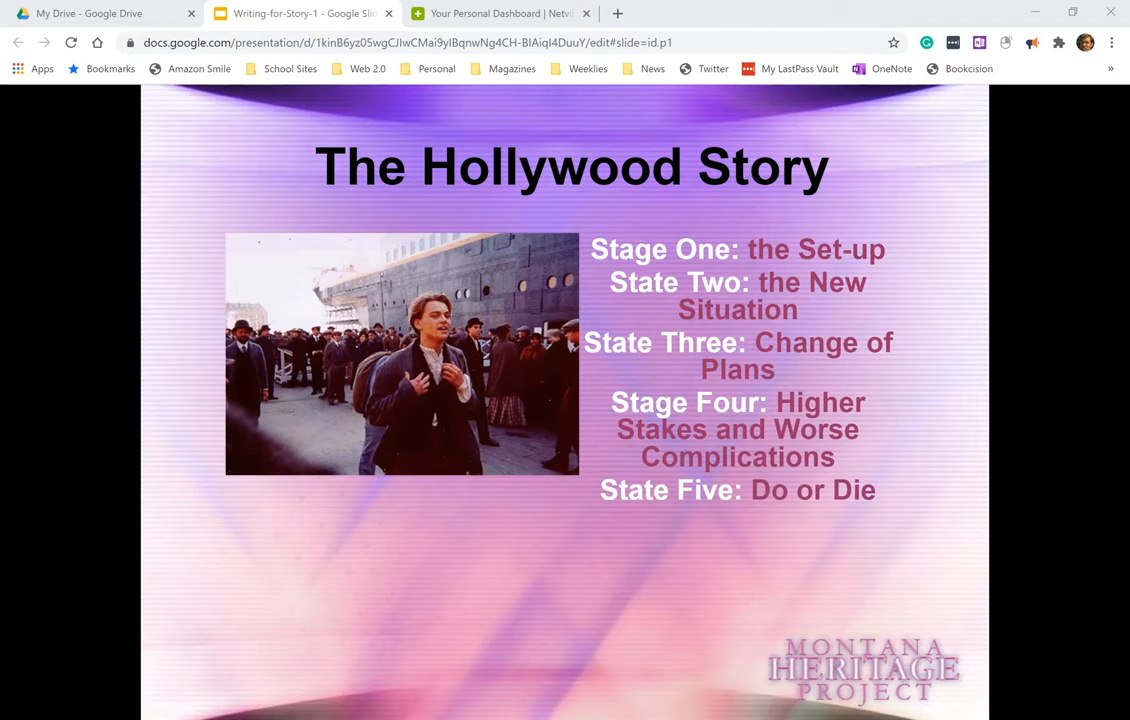 My Drive - Google Drive
Writing-for-Story-1 - Google Slid
Your Personal Dashboard | Netvil
docs.google.com/presentation/d/1kinB6yz05wgCJIwCMai9yIBqnwNg4CH-BIAiqI4DuuY/edit#slide=id.p1
Apps Bookmarks Amazon Smile School Sites Web 2.0 Personal Magazines Weeklies News Twitter My LastPass Vault OneNote Bookcision »
The Hollywood Story
Stage One: the Set-up
State Two: the New
Situation
State Three: Change of
Plans
Stage Four: Higher
Stakes and Worse
Complications
State Five: Do or Die
MONTANA
HERITAGE
PROJECT